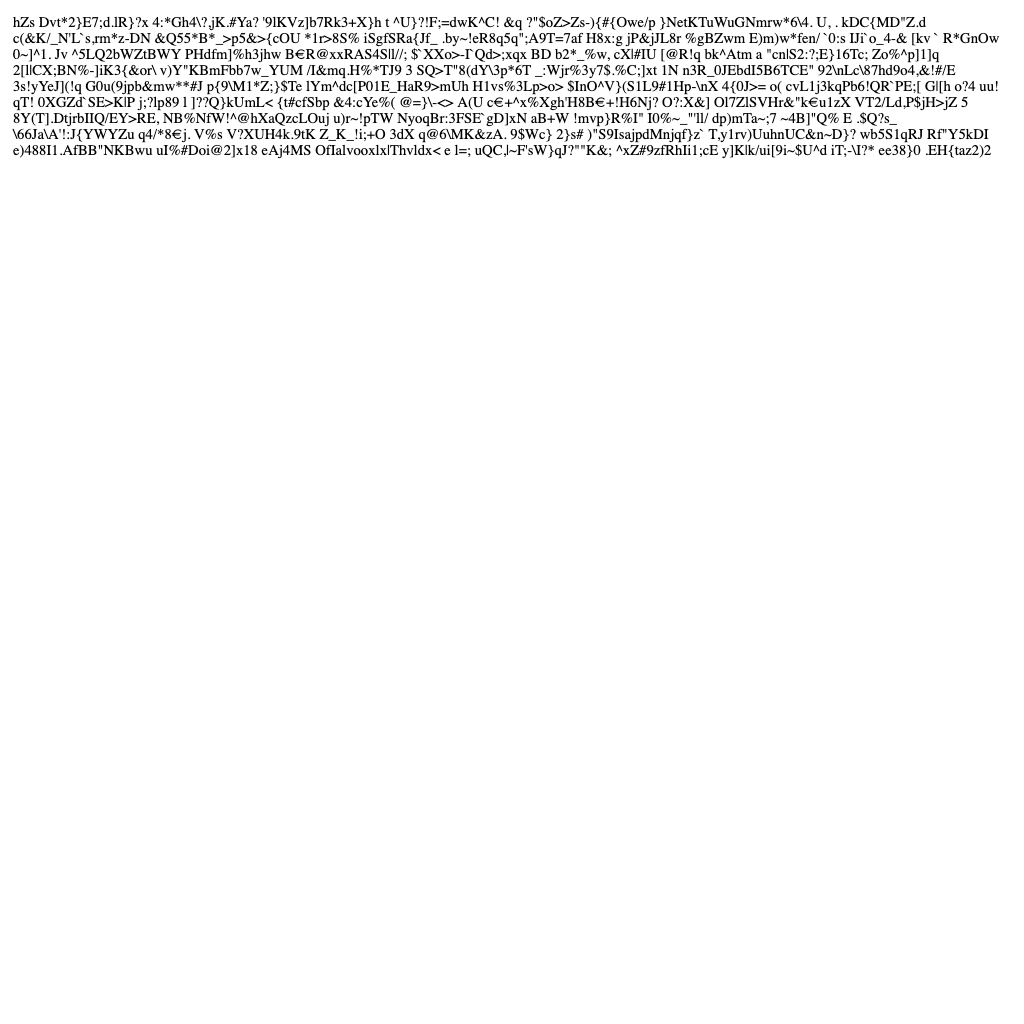 hZs Dvt*2}E7;d.lR}?x 4:*Gh4\?,jK.#Ya? '9lKVz]b7Rk3+X}h t ^U}?!F;=dwK^C! &q ?"$oZ>Zs-){#{Owe/p }NetKTuWuGNmrw*6\4. U, . kDC{MD"Z.d
c(&K/_N'L`s,rm*z-DN &Q55*B*_>p5&>{cOU *1r>8S% iSgfSRa{Jf_ .by~!eR8q5q";A9T=7af H8x:g jP&jJL8r %gBZwm E)m)w*fen/`0:s IJi`o_4-& [kv` R*GnOw
0~]^1. Jv ^5LQ2bWZtBWY PHdfm]%h3jhw B€R@xxRAS4S|l//; $`XXo>-I`Qd>;xqx BD b2*_%w, cX|#IU [@R!q bk^Atm a "cn|S2:?;E}16Tc; Zo%^p]1]q
2[l|CX;BN%-]iK3{&or\ v)Y"KBmFbb7w_YUM /I&mq.H%*TJ9 3 SQ>T"8(dY\3p*6T _:Wjr%3y7$.%C;]xt 1N n3R_0JEbdI5B6TCE" 92\nLc\87hd9o4,&!#/E
3s!yYeJ](!q G0u(9jpb&mw**#J p{9\M1*Z;}$Te lYm^dc[P01E_HaR9>mUh H1vs%3Lp>o> $InO^V}(S1L9#1Hp-\nX 4{0J>= o( cvL1j3kqPb6!QR`PE;[ G|[h o?4 uu!
qT! 0XGZd`SE>K|P j;?lp89 l ]??Q}kUmL< {t#cfSbp &4:cYe%( @=}\-<> A(U c€+^x%Xgh'H8B€+!H6Nj? O?:X&] Ol7ZlSVHr&"k€u1zX VT2/Ld,P$jH>jZ 5
8Y(T].DtjrbIIQ/EY>RE, NB%NfW!^@hXaQzcLOuj u)r~!pTW NyoqBr:3FSE`gD]xN aB+W !mvp}R%I" I0%~_"'ll/ dp)mTa~;7 ~4B]"Q% E .$Q?s_
\66Ja\A'!:J{YWYZu q4/*8€j. V%s V?XUH4k.9tK Z_K_!i;+O 3dX q@6\MK&zA. 9$Wc} 2}s# )"S9IsajpdMnjqf}z` T,y1rv)UuhnUC&n~D}? wb5S1qRJ Rf"Y5kDI
e)488I1.AfBB"NKBwu uI%#Doi@2]x18 eAj4MS OfIalvooxlx|Thvldx< e l=; uQC,|~F'sW}qJ?""K&; ^xZ#9zfRhIi1;cE y]K|k/ui[9i~$U^d iT;-\I?* ee38}0 .EH{taz2)2